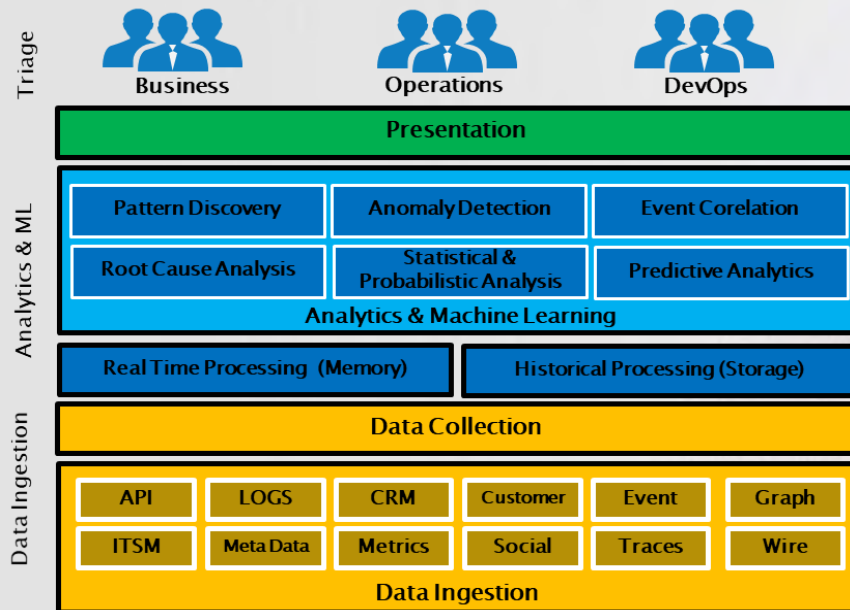 Triage
Business
Operations
DevOps
Presentation
Analytics & ML
Pattern Discovery
Anomaly Detection
Event Corelation
Root Cause Analysis
Statistical &
Probabilistic Analysis
Predictive Analytics
Analytics & Machine Learning
Real Time Processing (Memory)
Historical Processing (Storage)
Data Ingestion
Data Collection
API
LOGS
CRM
Customer
Event
Graph
ITSM
Meta Data
Metrics
Social
Traces
Wire
Data Ingestion